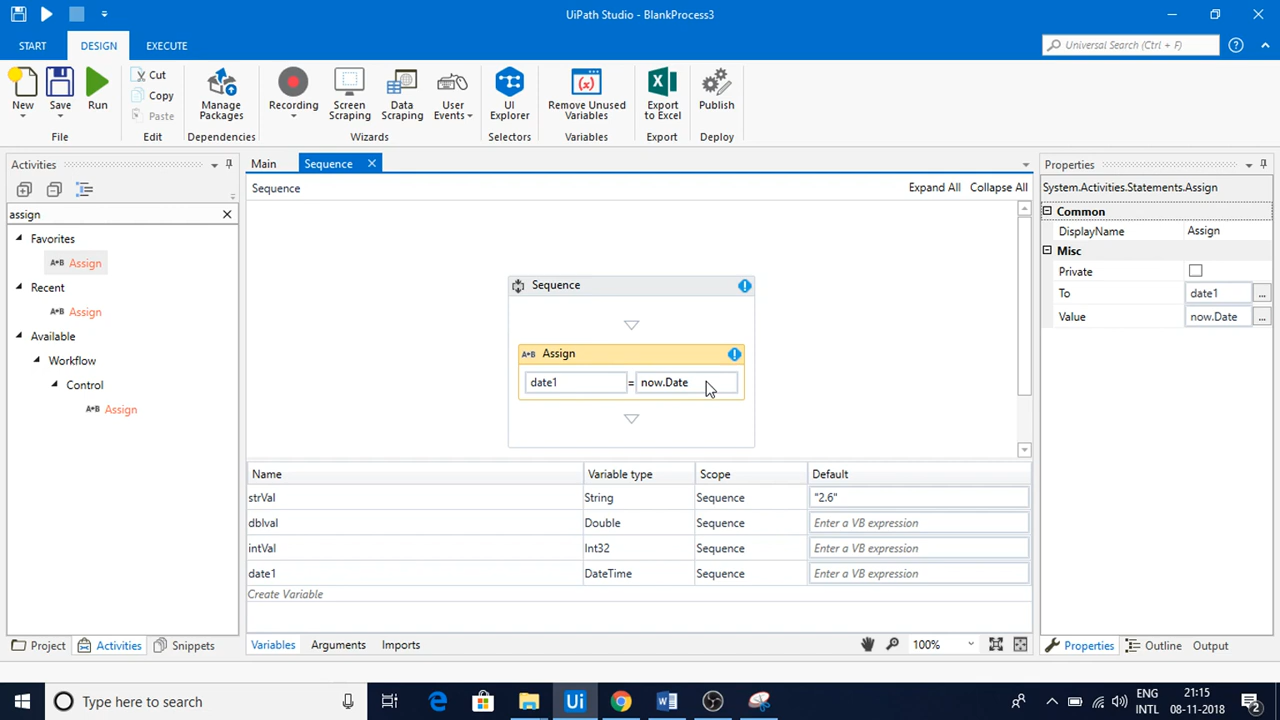 UiPath Studio - BlankProcess3
START
DESIGN
EXECUTE
Universal Search (Ctrl + F)
New
Save
Run
Cut
Copy
Paste
Manage Packages
Recording
Screen Scraping
Data Scraping
User Events
UI Explorer
Remove Unused Variables
Export to Excel
Publish
File
Edit
Dependencies
Wizards
Selectors
Variables
Export
Deploy
Activities
assign
Favorites
A*B Assign
Recent
A*B Assign
Available
Workflow
Control
A*B Assign
Main
Sequence
Sequence
Expand All
Collapse All
Sequence
A*B Assign
date1 = now.Date
Name Variable type Scope Default
strVal String Sequence "2.6"
dblval Double Sequence Enter a VB expression
intVal Int32 Sequence Enter a VB expression
date1 DateTime Sequence Enter a VB expression
Create Variable
Variables Arguments Imports
100%
Properties
System.Activities.Statements.Assign
Common
DisplayName Assign
Misc
Private
To date1 ...
Value now.Date ...
Project Activities Snippets
Properties Outline Output
Type here to search
Ui
ENG
INTL
21:15
08-11-2018
2